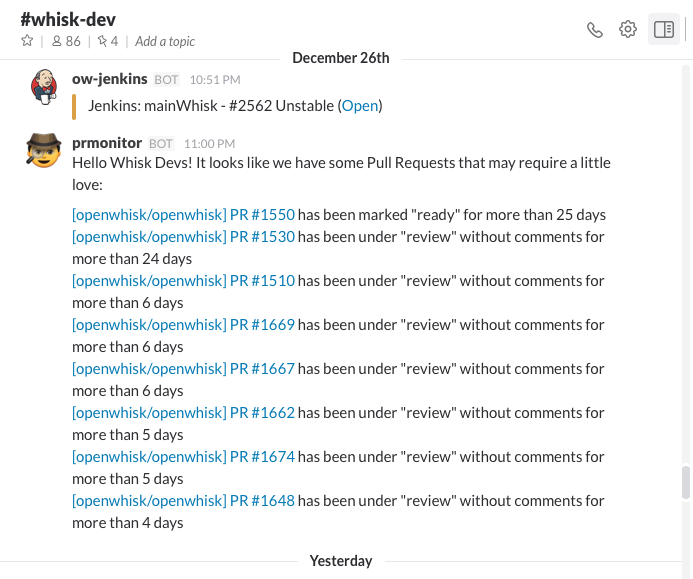 #whisk-dev
86 | 4 | Add a topic
December 26th
ow-jenkins BOT 10:51 PM
Jenkins: mainWhisk - #2562 Unstable (Open)
prmonitor BOT 11:00 PM
Hello Whisk Devs! It looks like we have some Pull Requests that may require a little
love:
[openwhisk/openwhisk] PR #1550 has been marked "ready" for more than 25 days
[openwhisk/openwhisk] PR #1530 has been under "review" without comments for
more than 24 days
[openwhisk/openwhisk] PR #1510 has been under "review" without comments for
more than 6 days
[openwhisk/openwhisk] PR #1669 has been under "review" without comments for
more than 6 days
[openwhisk/openwhisk] PR #1667 has been under "review" without comments for
more than 6 days
[openwhisk/openwhisk] PR #1662 has been under "review" without comments for
more than 5 days
[openwhisk/openwhisk] PR #1674 has been under "review" without comments for
more than 5 days
[openwhisk/openwhisk] PR #1648 has been under "review" without comments for
more than 4 days
Yesterday